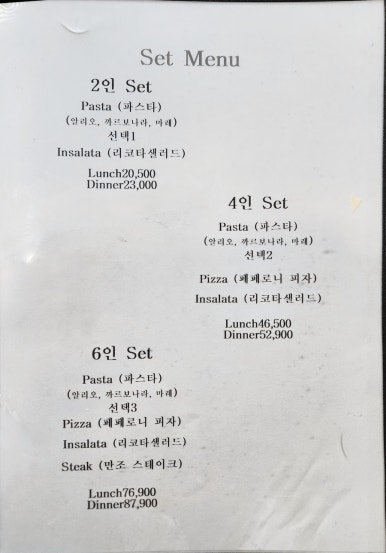 Set Menu
2인 Set
Pasta (파스타)
(알리오, 까르보나라, 마레)
선택1
Insalata (리코타샐러드)
Lunch20,500
Dinner23,000
4인 Set
Pasta (파스타)
(알리오, 까르보나라, 마레)
선택2
Pizza (페페로니 피자)
Insalata (리코타샐러드)
Lunch46,500
Dinner52,900
6인 Set
Pasta (파스타)
(알리오, 까르보나라, 마레)
선택3
Pizza (페페로니 피자)
Insalata (리코타샐러드)
Steak (만조 스테이크)
Lunch76,900
Dinner87,900